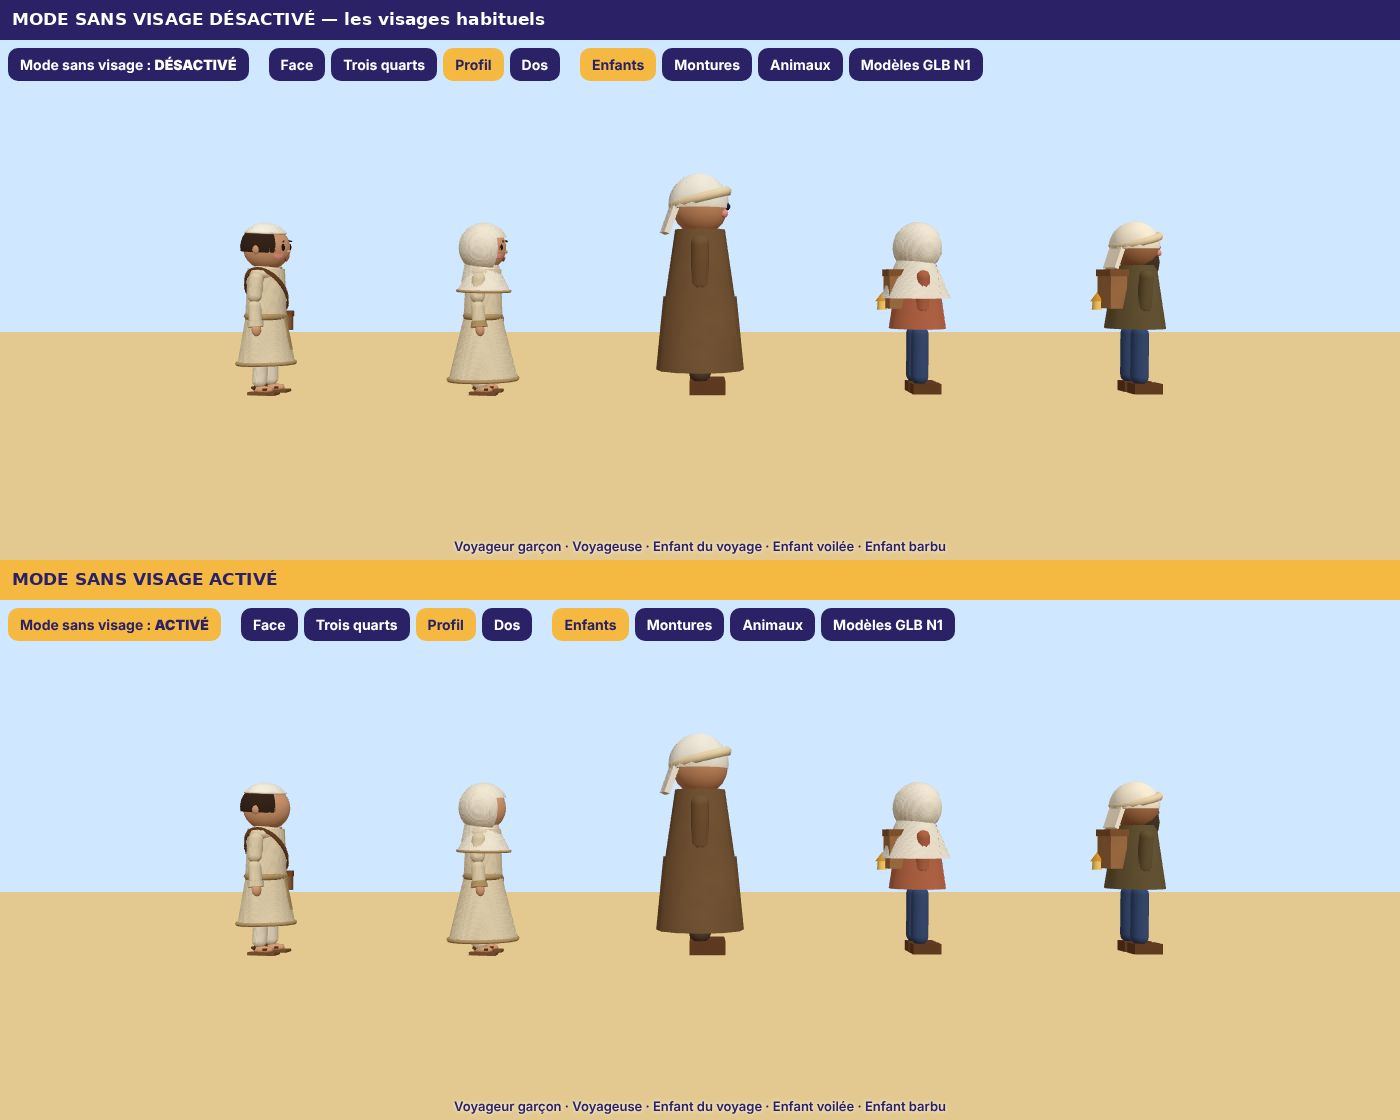 MODE SANS VISAGE DÉSACTIVÉ — les visages habituels
Mode sans visage : DÉSACTIVÉ Face Trois quarts Profil Dos Enfants Montures Animaux Modèles GLB N1
Voyageur garçon · Voyageuse · Enfant du voyage · Enfant voilée · Enfant barbu
MODE SANS VISAGE ACTIVÉ
Mode sans visage : ACTIVÉ Face Trois quarts Profil Dos Enfants Montures Animaux Modèles GLB N1
Voyageur garçon · Voyageuse · Enfant du voyage · Enfant voilée · Enfant barbu